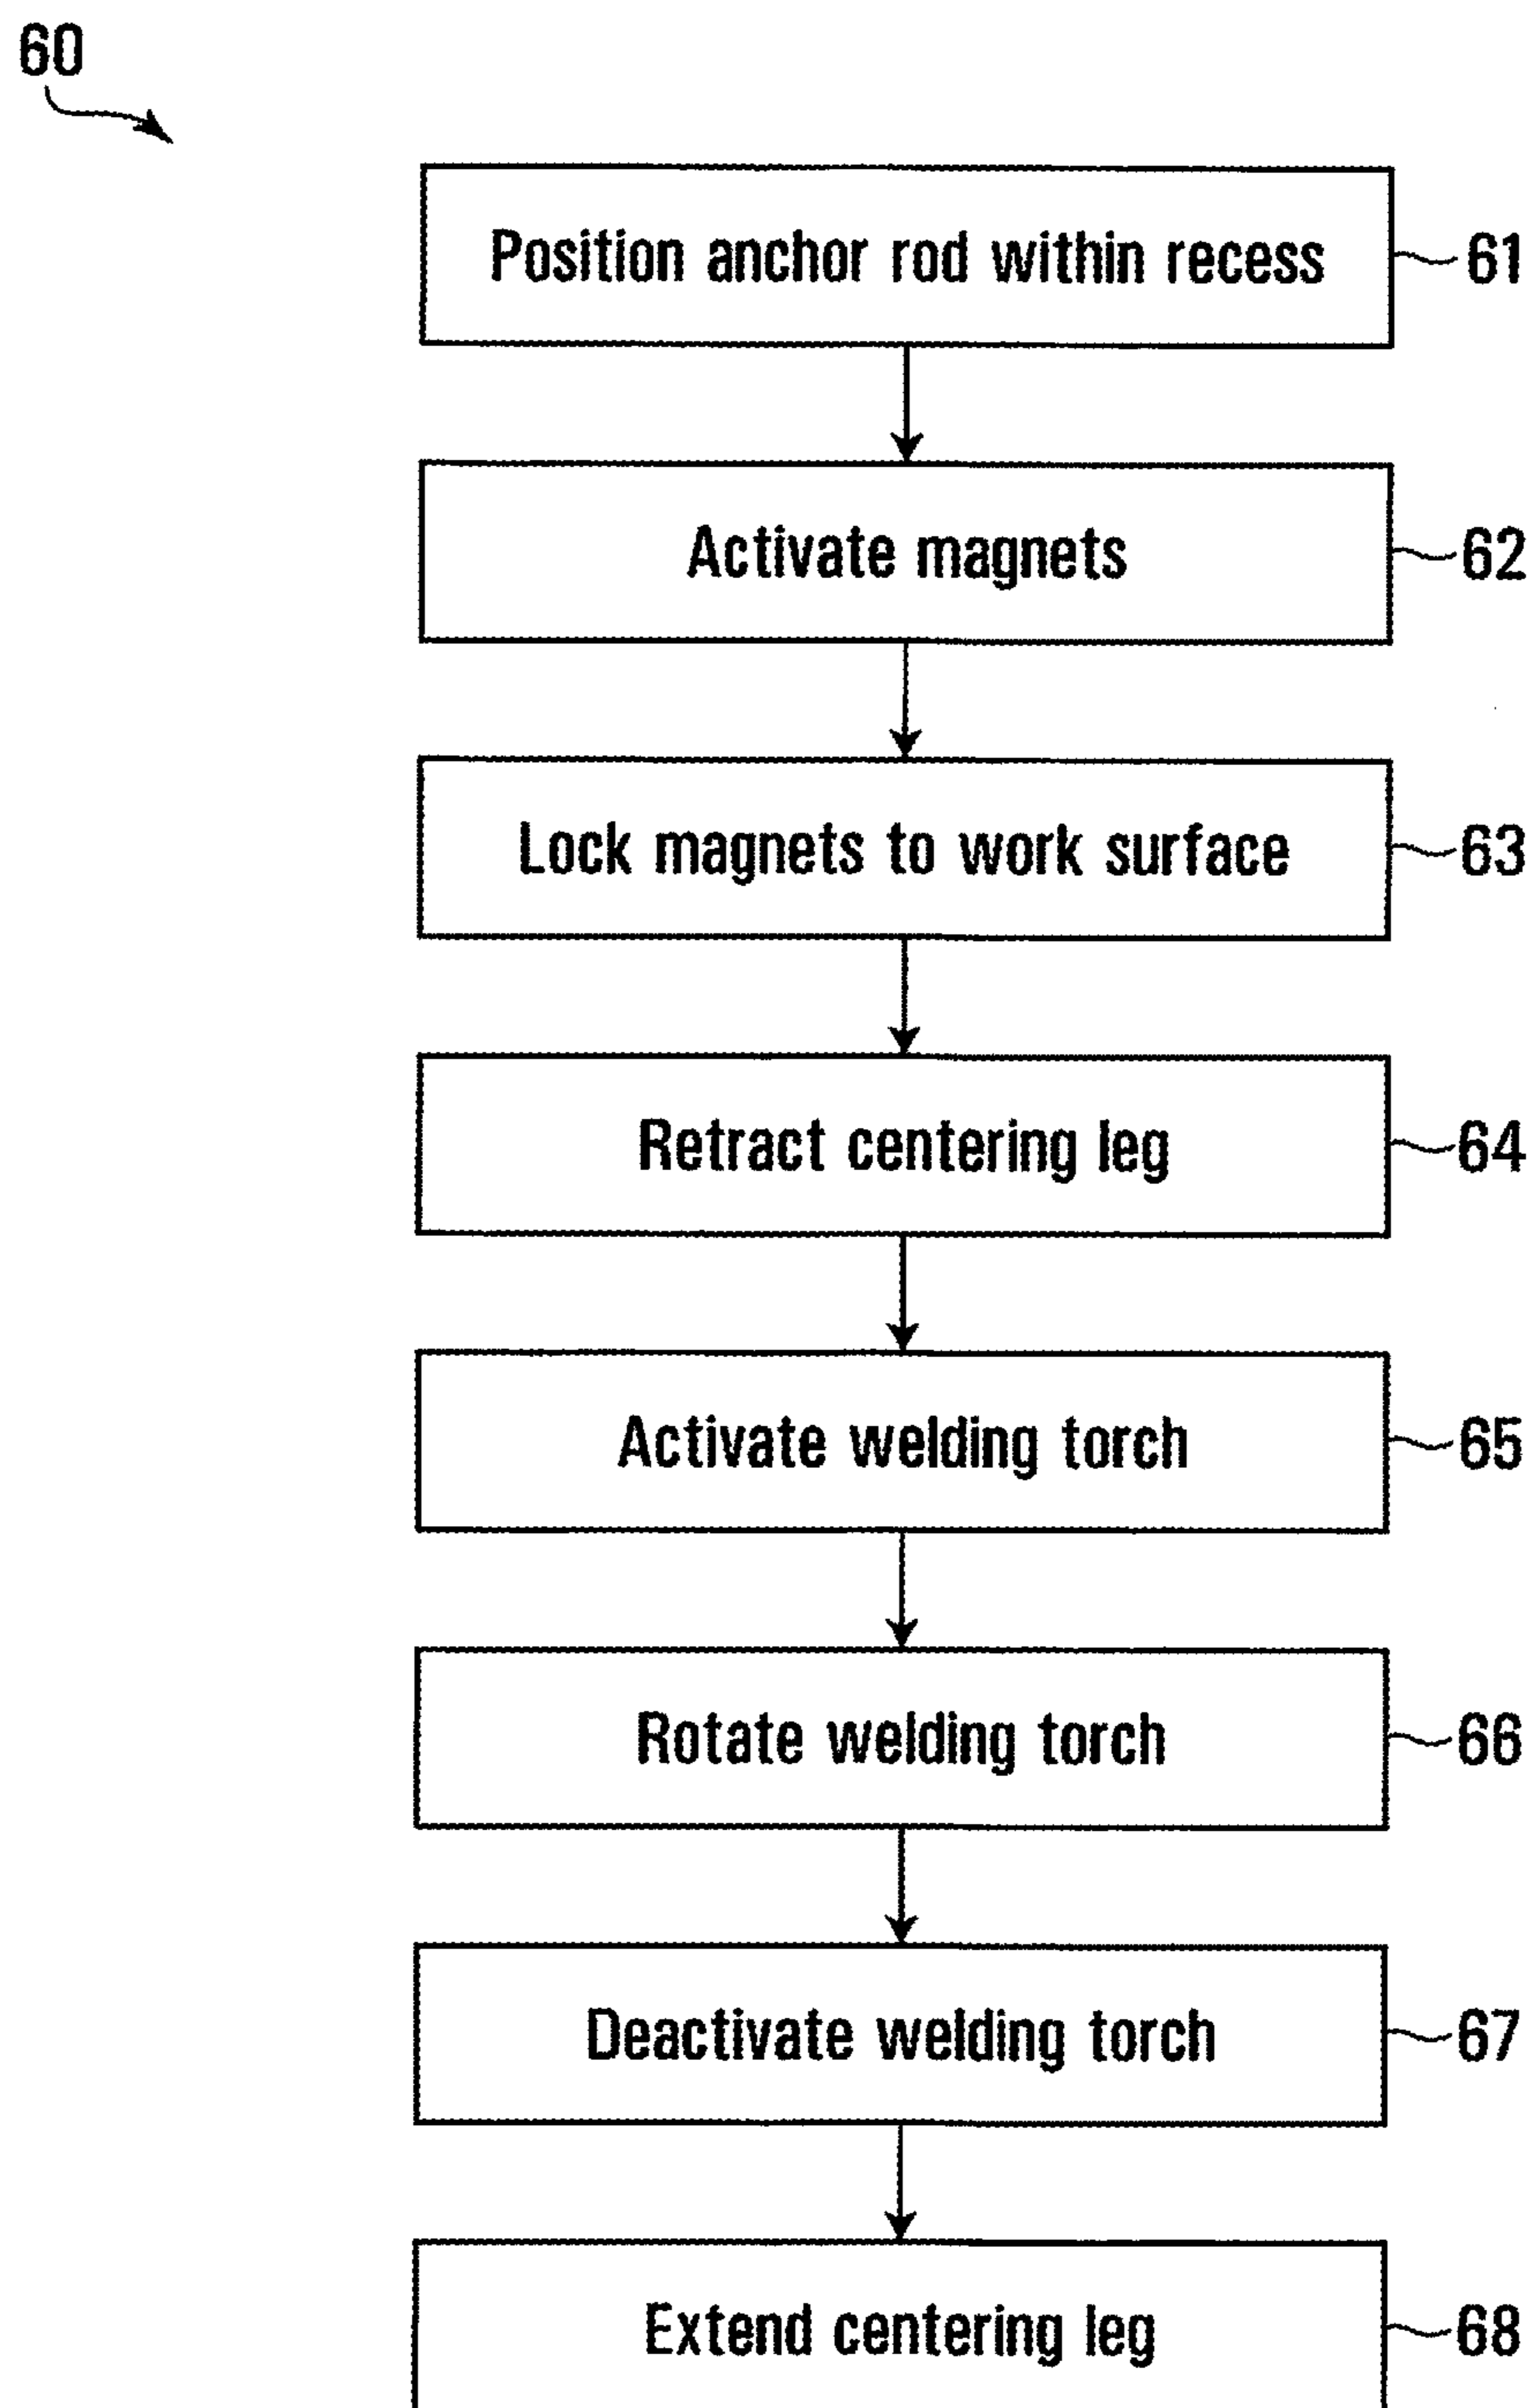 60
Position anchor rod within recess 61
Activate magnets 62
Lock magnets to work surface 63
Retract centering leg 64
Activate welding torch 65
Rotate welding torch 66
Deactivate welding torch 67
Extend centering leg 68